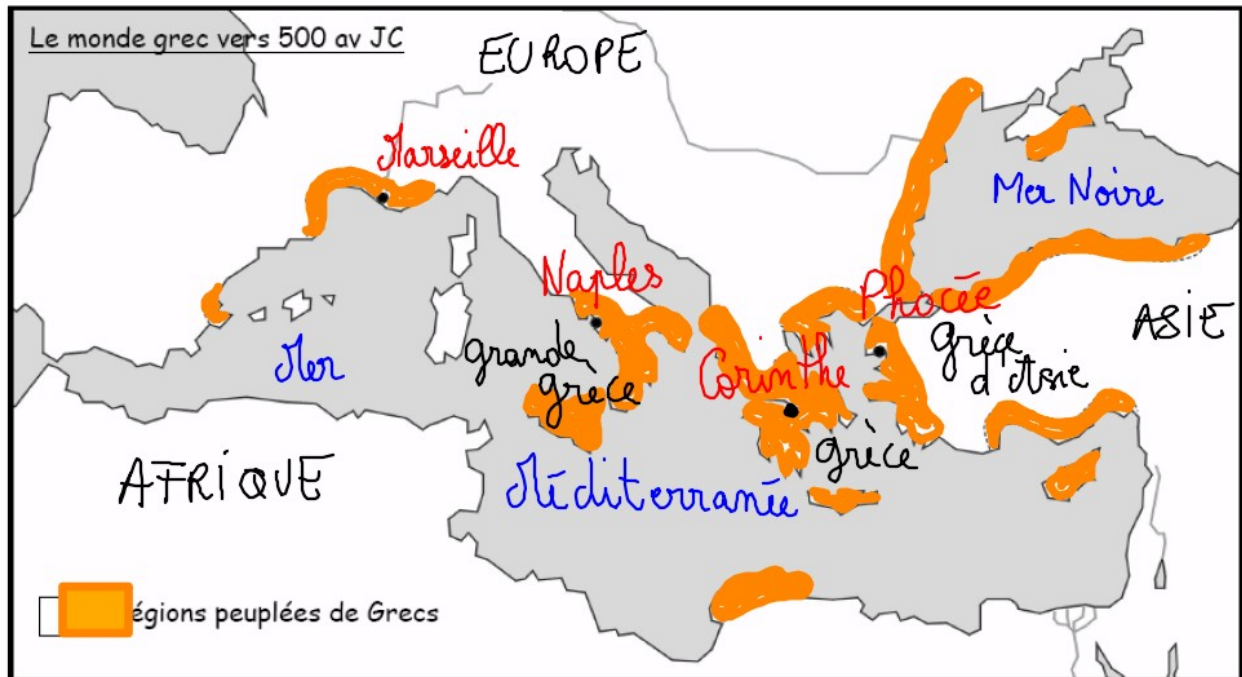 Le monde grec vers 500 av JC
EUROPE
Marseille
Mer Noire
Naples
Phocée
ASIE
grande
grèce
Mer
Corinthe
grèce
d'Asie
grèce
AFRIQUE
Méditerranée
égions peuplées de Grecs